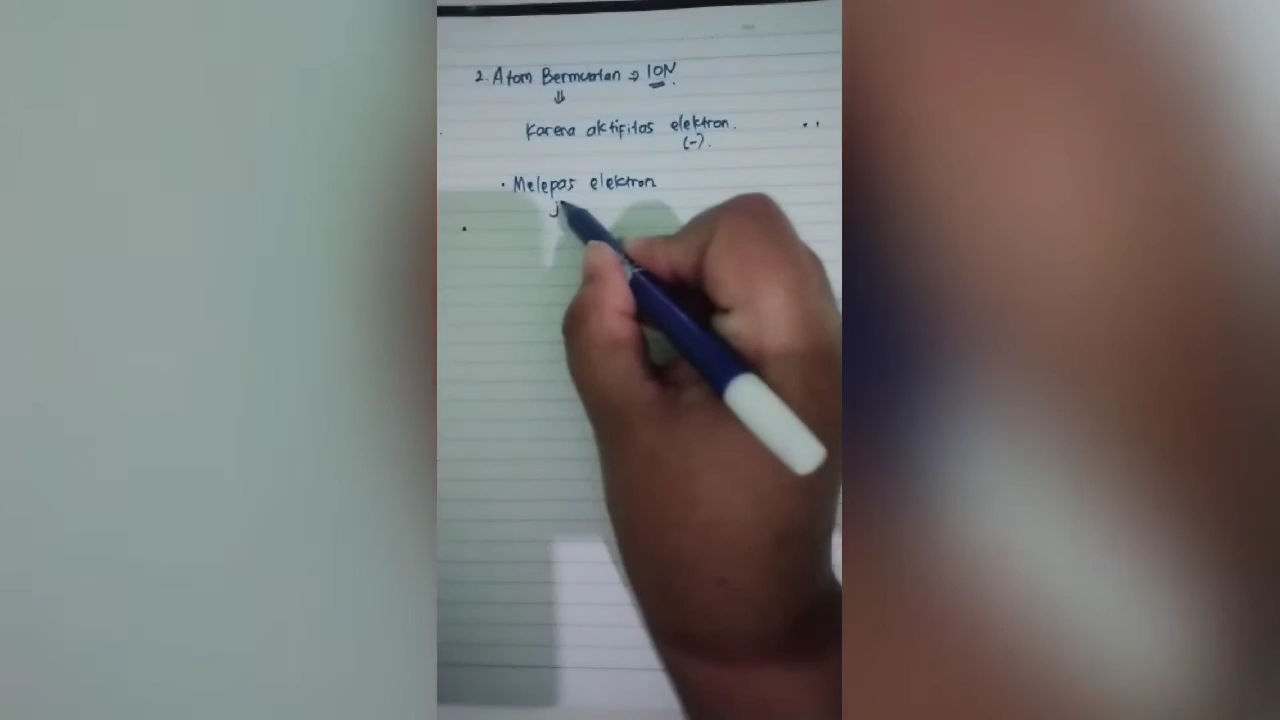 2. Atom Bermuatan ⇒ ION.
⇓
Karena aktifitas elektron.
(-).
• Melepas elektron